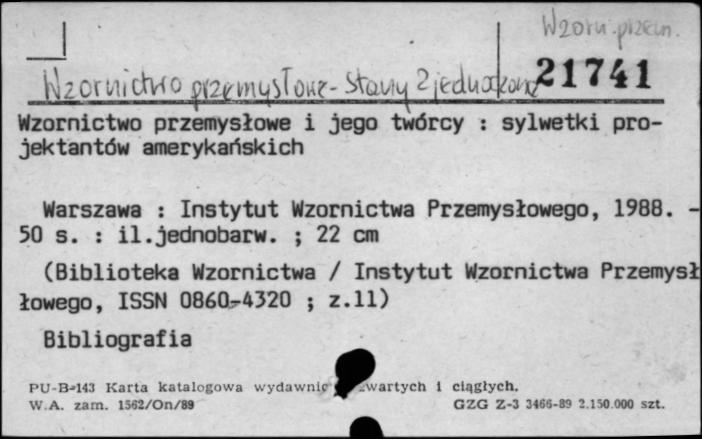 Wzorn. przem.
Wzornictwo przemysłowe - Stany Zjednoczone 21741
Wzornictwo przemysłowe i jego twórcy : sylwetki pro-
jektantów amerykańskich
Warszawa : Instytut Wzornictwa Przemysłowego, 1988. -
50 s. : il.jednobarw. ; 22 cm
(Biblioteka Wzornictwa / Instytut Wzornictwa Przemysł
łowego, ISSN 0860-4320 ; z.11)
Bibliografia
PU-B-143 Karta katalogowa wydawnic zwartych i ciągłych.
W.A. zam. 1562/On/89 GZG Z-3 3466-89 2.150.000 szt.